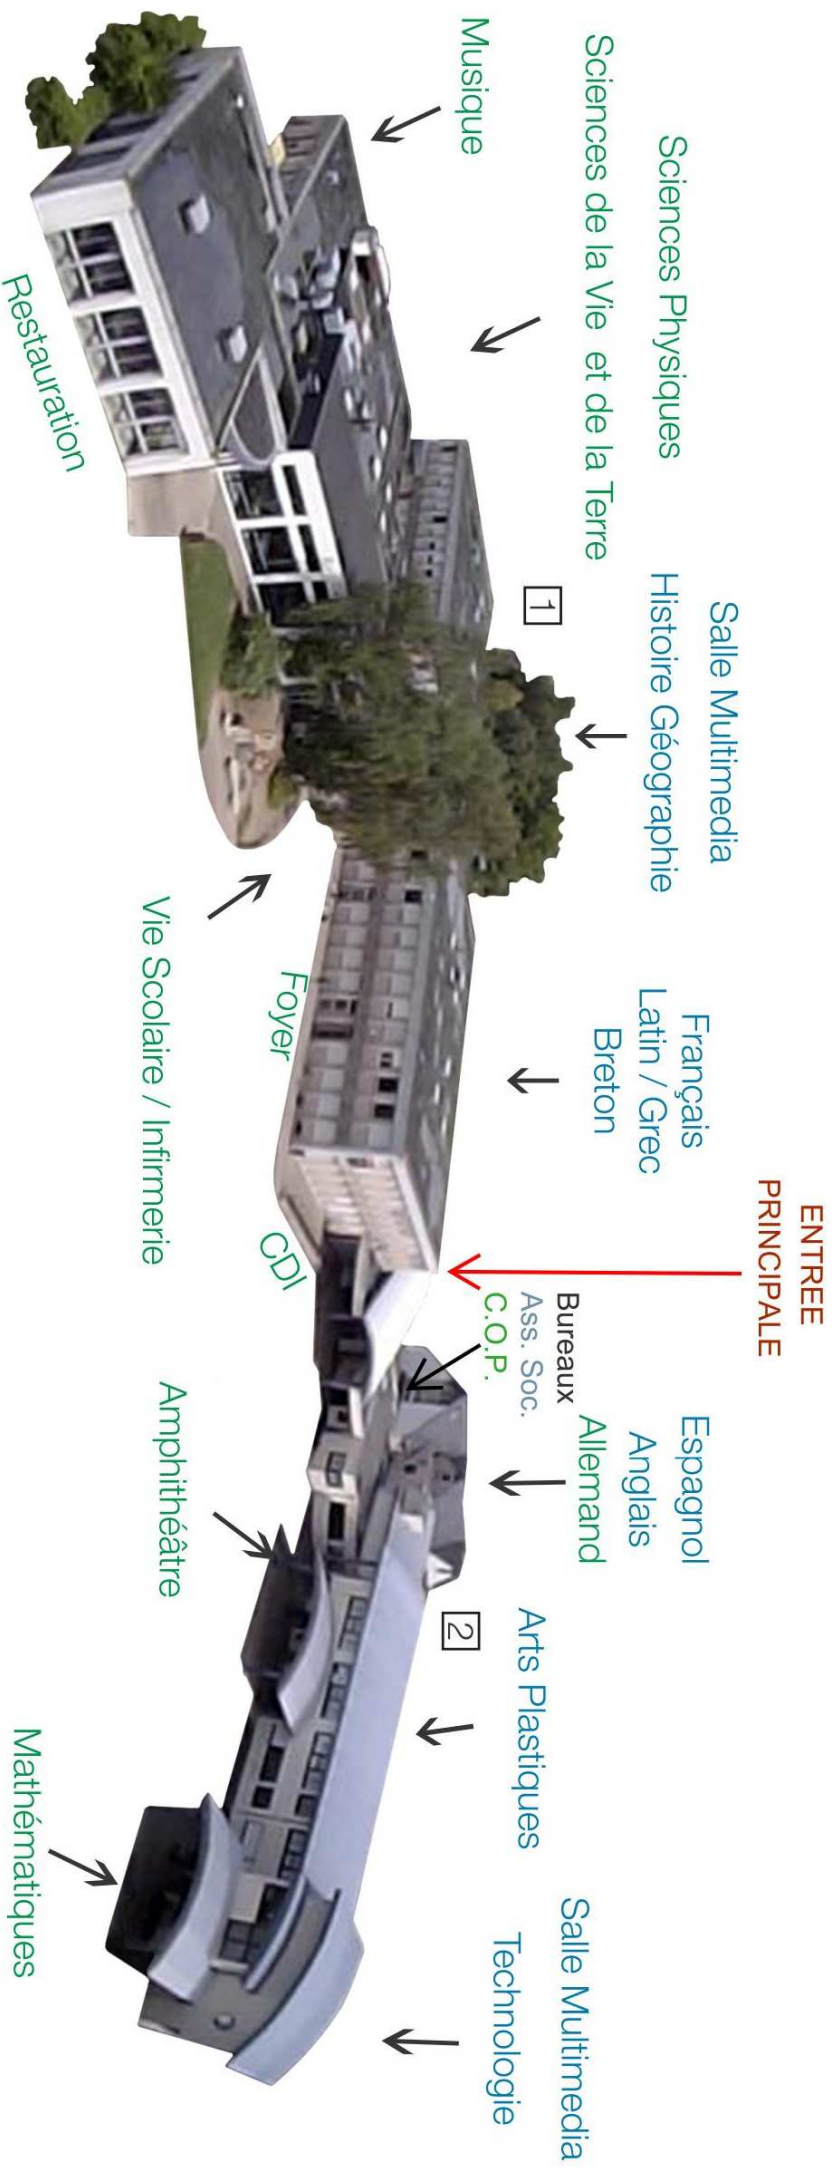 ENTREE
PRINCIPALE
Musique
Sciences Physiques
Sciences de la Vie et de la Terre
1
Salle Multimedia
Histoire Géographie
Français
Latin / Grec
Breton
Bureaux
Ass. Soc.
C.O.P.
Espagnol
Anglais
Allemand
2
Arts Plastiques
Salle Multimedia
Technologie
Restauration
Vie Scolaire / Infirmerie
Foyer
CDI
Amphithéâtre
Mathématiques